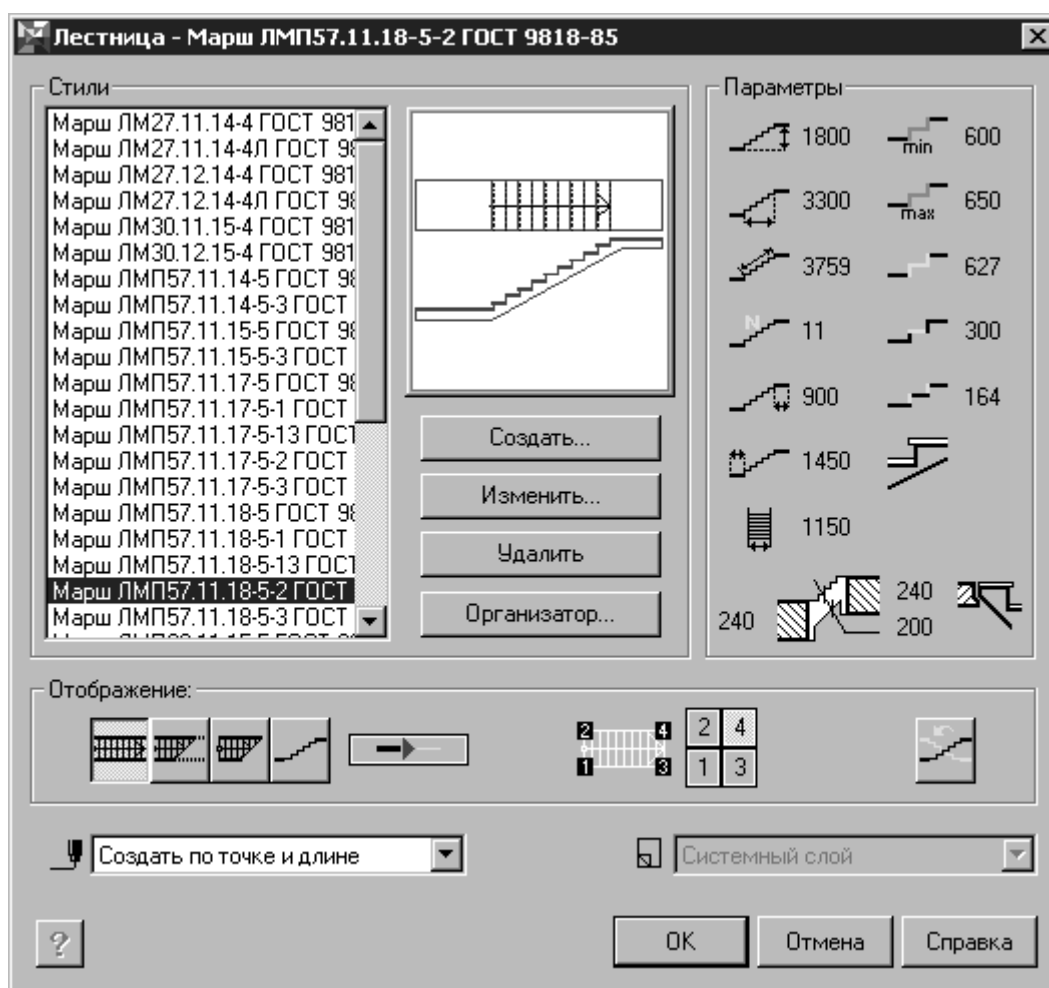 Лестница - Марш ЛМП57.11.18-5-2 ГОСТ 9818-85
Стили
Марш ЛМ27.11.14-4 ГОСТ 981
Марш ЛМ27.11.14-4Л ГОСТ 98
Марш ЛМ27.12.14-4 ГОСТ 981
Марш ЛМ27.12.14-4Л ГОСТ 98
Марш ЛМ30.11.15-4 ГОСТ 981
Марш ЛМ30.12.15-4 ГОСТ 981
Марш ЛМП57.11.14-5 ГОСТ 98
Марш ЛМП57.11.14-5-3 ГОСТ
Марш ЛМП57.11.15-5 ГОСТ 98
Марш ЛМП57.11.15-5-3 ГОСТ
Марш ЛМП57.11.17-5 ГОСТ 98
Марш ЛМП57.11.17-5-1 ГОСТ
Марш ЛМП57.11.17-5-13 ГОСТ
Марш ЛМП57.11.17-5-2 ГОСТ
Марш ЛМП57.11.17-5-3 ГОСТ
Марш ЛМП57.11.18-5 ГОСТ 98
Марш ЛМП57.11.18-5-1 ГОСТ
Марш ЛМП57.11.18-5-13 ГОСТ
Марш ЛМП57.11.18-5-2 ГОСТ
Марш ЛМП57.11.18-5-3 ГОСТ
Создать...
Изменить...
Удалить
Организатор...
Параметры
1800 min 600
3300 max 650
3759 627
N 11 300
900 164
1450
1150
240 240
200
Отображение:
2 4 2 4
1 3 1 3
Создать по точке и длине
Системный слой
?
OK Отмена Справка